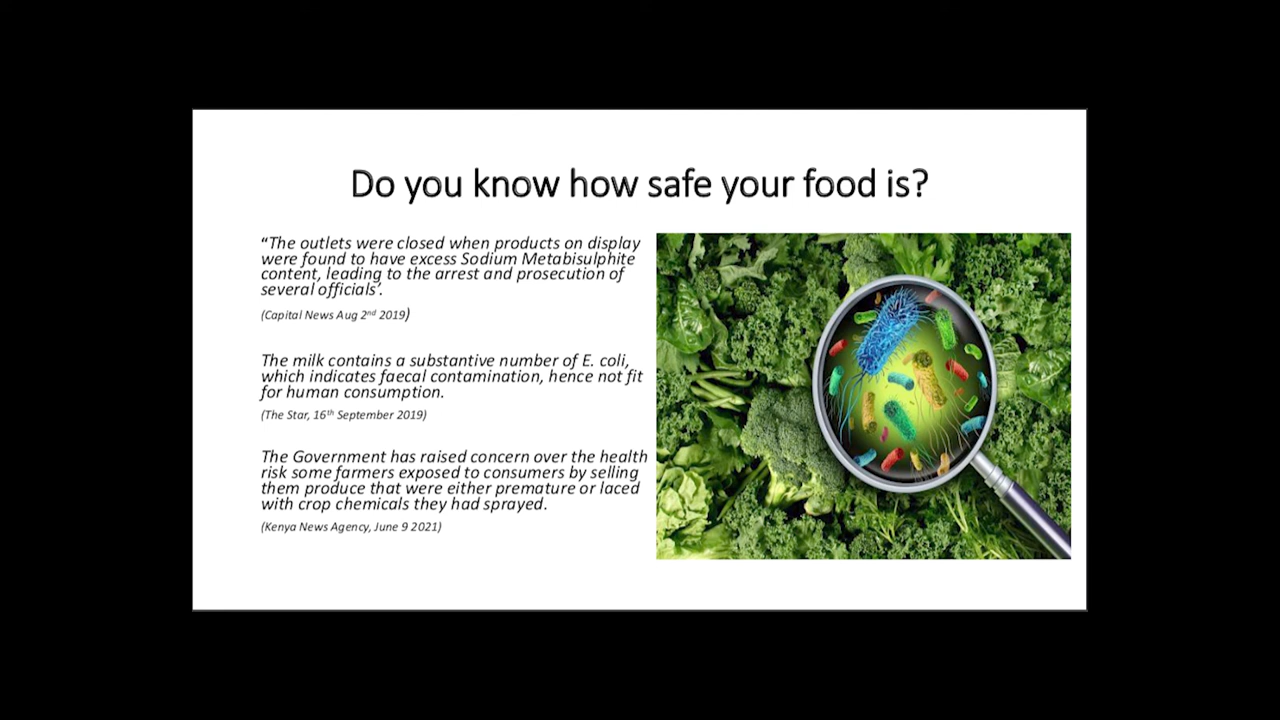 Do you know how safe your food is?
“The outlets were closed when products on display
were found to have excess Sodium Metabisulphite
content, leading to the arrest and prosecution of
several officials’.
(Capital News Aug 2nd 2019)
The milk contains a substantive number of E. coli,
which indicates faecal contamination, hence not fit
for human consumption.
(The Star, 16th September 2019)
The Government has raised concern over the health
risk some farmers exposed to consumers by selling
them produce that were either premature or laced
with crop chemicals they had sprayed.
(Kenya News Agency, June 9 2021)